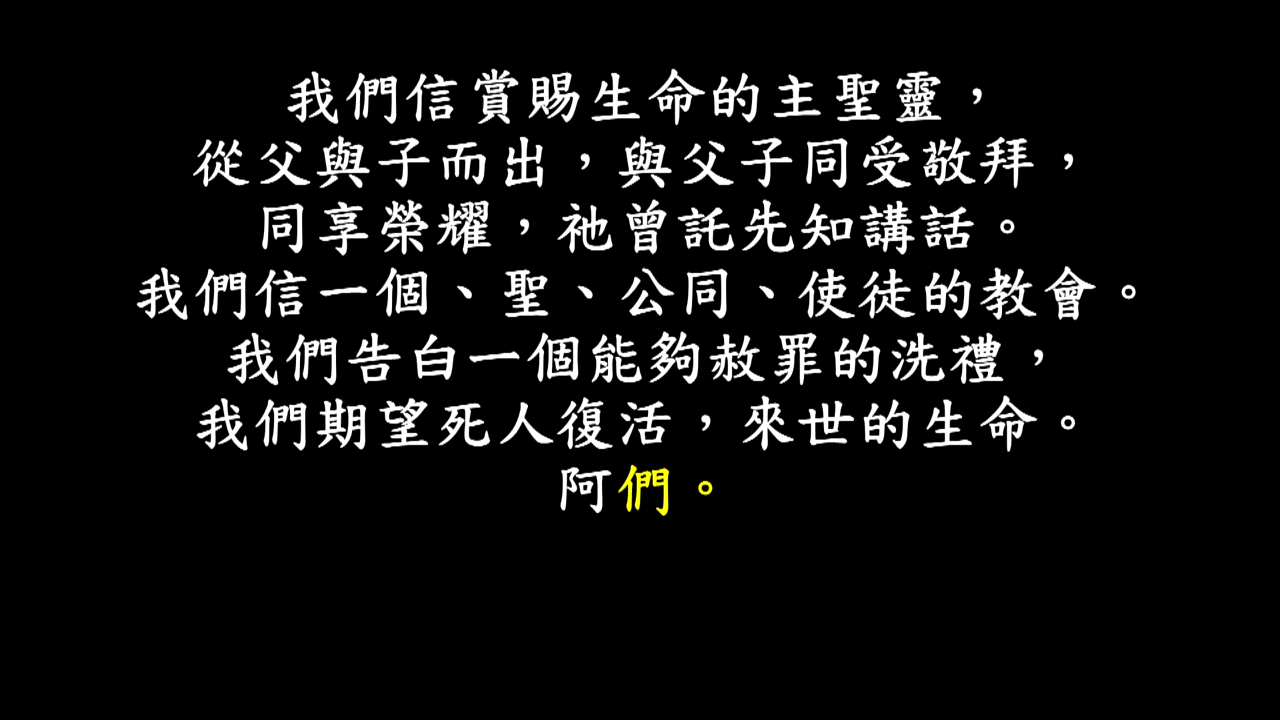 我們信賞賜生命的主聖靈，
從父與子而出，與父子同受敬拜，
同享榮耀，祂曾託先知講話。
我們信一個、聖、公同、使徒的教會。
我們告白一個能夠赦罪的洗禮，
我們期望死人復活，來世的生命。
阿們。